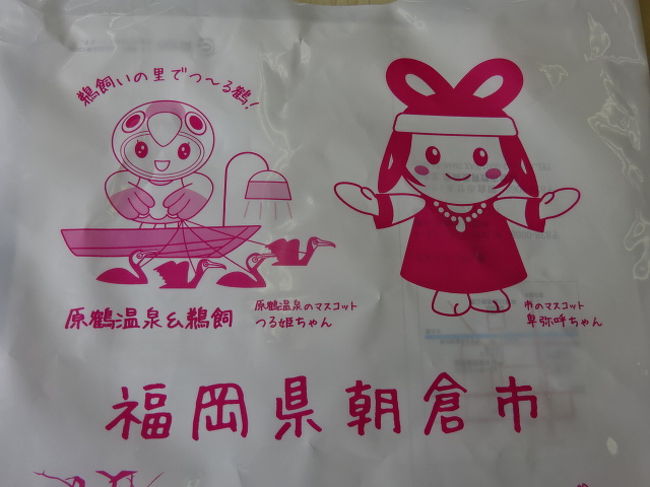 鵜飼いの里でつ〜る鶴!
原鶴温泉&鵜飼
原鶴温泉のマスコット
つる姫ちゃん
市のマスコット
卑弥呼ちゃん
福岡県朝倉市